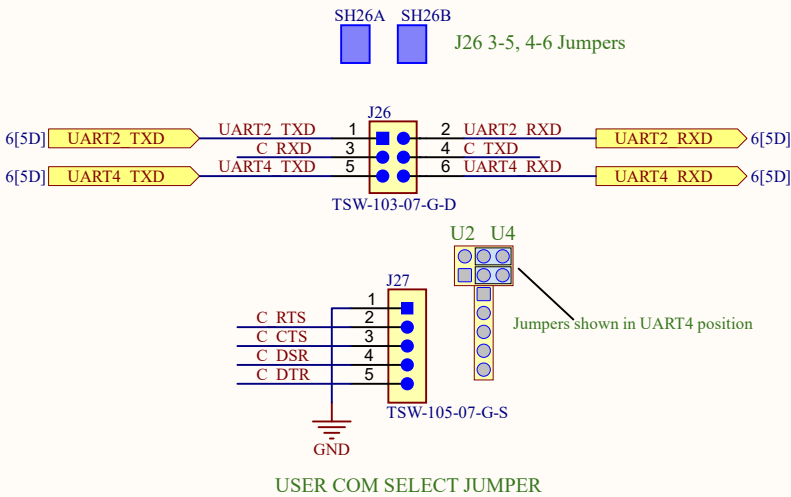 SH26A SH26B
J26 3-5, 4-6 Jumpers
J26
6[5D] UART2_TXD UART2_TXD 1 2 UART2_RXD UART2_RXD 6[5D]
C_RXD 3 4 C_TXD
6[5D] UART4_TXD UART4_TXD 5 6 UART4_RXD UART4_RXD 6[5D]
TSW-103-07-G-D
U2 U4
J27
1
C_RTS 2
C_CTS 3
C_DSR 4
C_DTR 5
Jumpers shown in UART4 position
TSW-105-07-G-S
GND
USER COM SELECT JUMPER